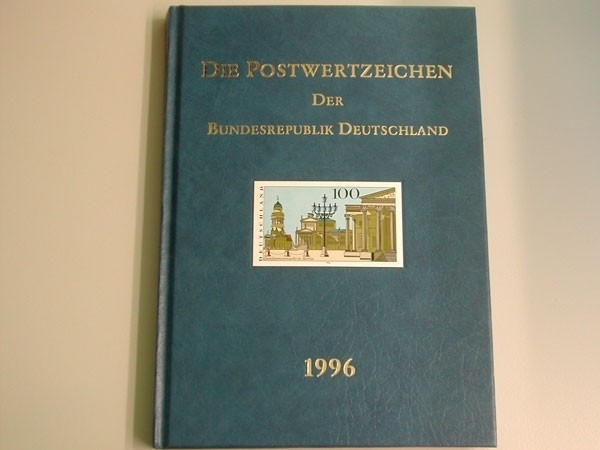 DIE POSTWERTZEICHEN
DER
BUNDESREPUBLIK DEUTSCHLAND
DEUTSCHLAND
100
1996